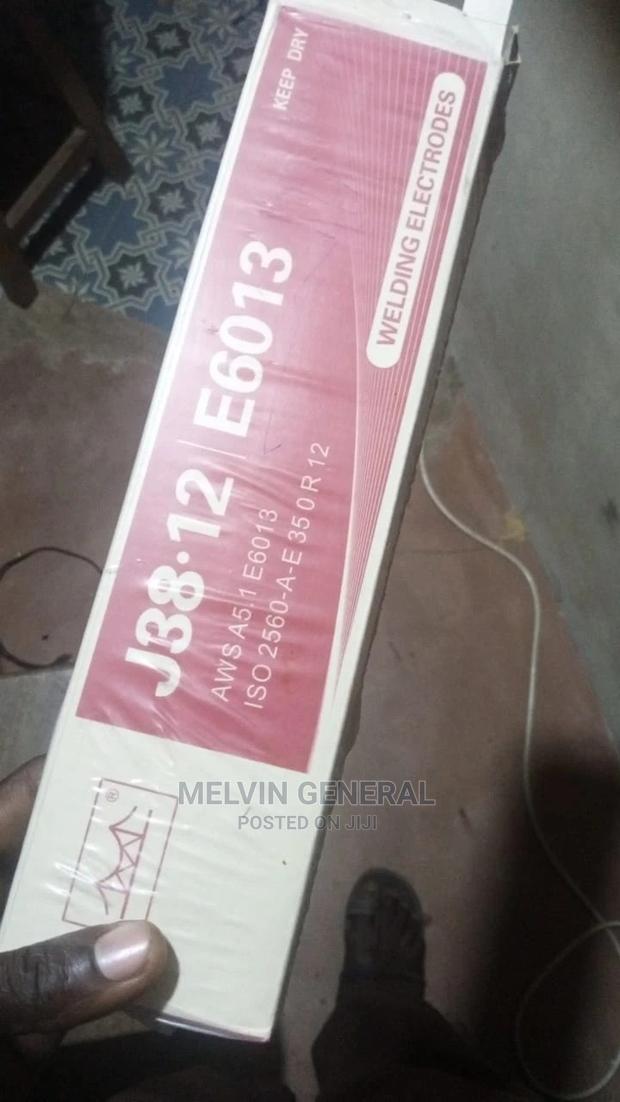 KEEP DRY
WELDING ELECTRODES
J38·12 | E6013
AWS A5.1 E6013
ISO 2560-A-E 35 0 R 12
®
MELVIN GENERAL
POSTED ON JIJI